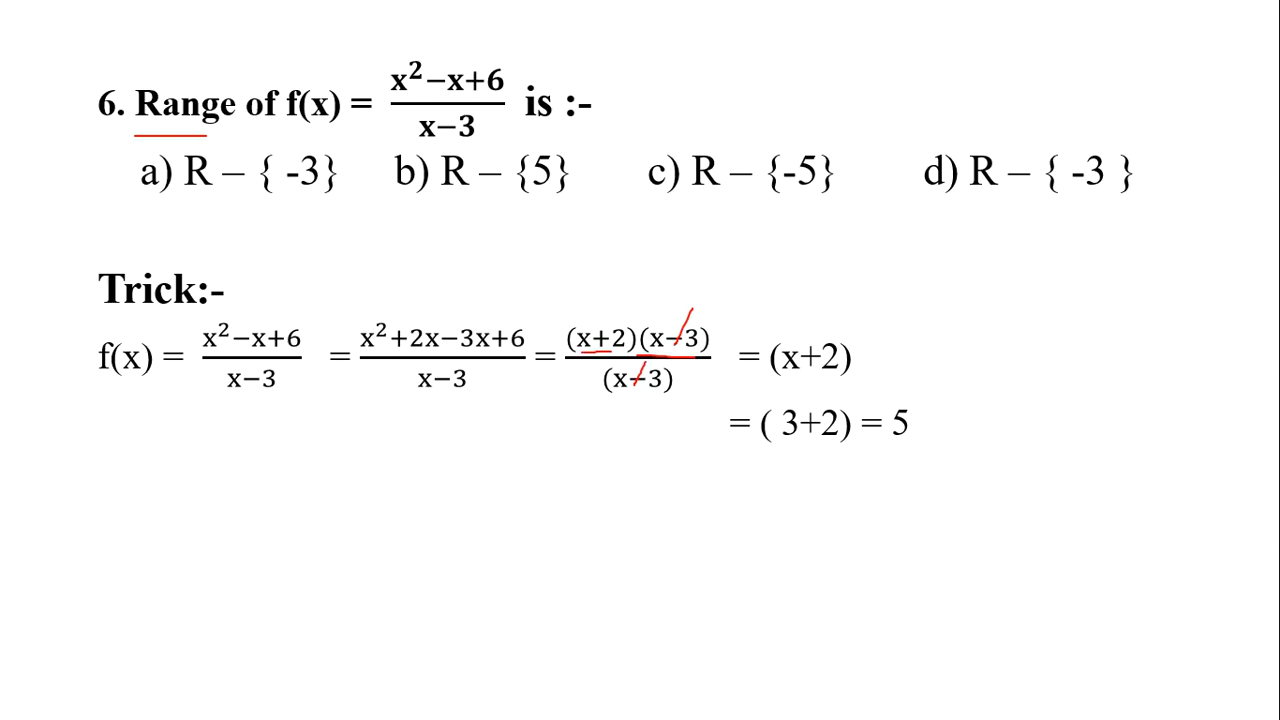 6. Range of f(x) = x²−x+6 / x−3 is :-
a) R – { -3} b) R – {5} c) R – {-5} d) R – { -3 }
Trick:-
f(x) = x²−x+6 / x−3 = x²+2x−3x+6 / x−3 = (x+2)(x−3) / (x−3) = (x+2)
= ( 3+2) = 5